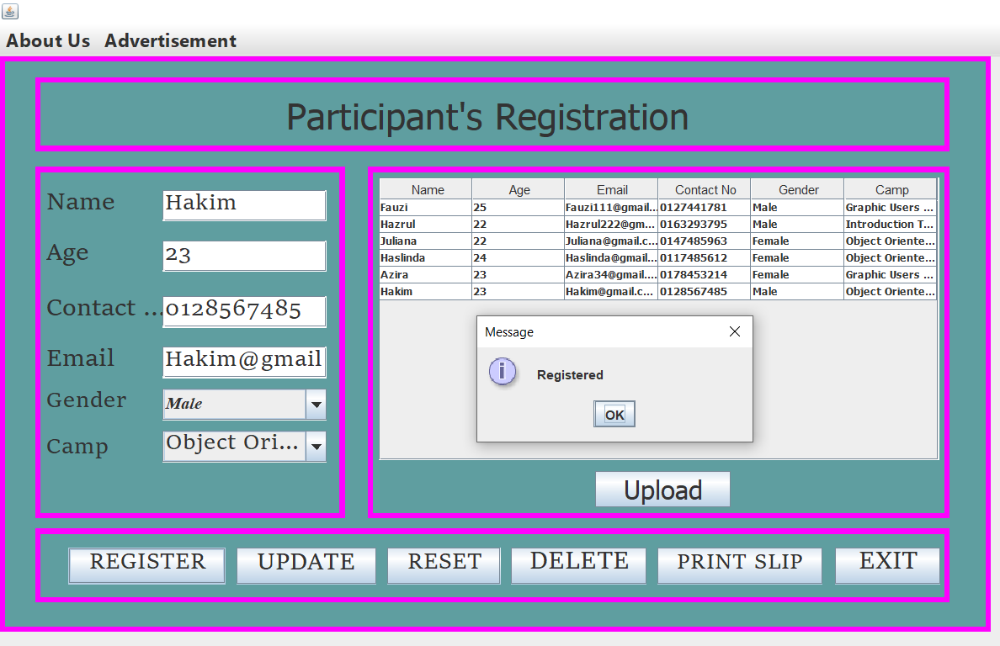 About Us Advertisement
Participant's Registration
Name Hakim
Age 23
Contact ... 0128567485
Email Hakim@gmail
Gender Male
Camp Object Ori...
Name Age Email Contact No Gender Camp
Fauzi 25 Fauzi111@gmail... 0127441781 Male Graphic Users ...
Hazrul 22 Hazrul222@gm... 0163293795 Male Introduction T...
Juliana 22 Juliana@gmail.c... 0147485963 Female Object Oriente...
Haslinda 24 Haslinda@gmail... 0117485612 Female Object Oriente...
Azira 23 Azira34@gmail.... 0178453214 Female Graphic Users ...
Hakim 23 Hakim@gmail.c... 0128567485 Male Object Oriente...
Message
Registered
OK
Upload
REGISTER UPDATE RESET DELETE PRINT SLIP EXIT